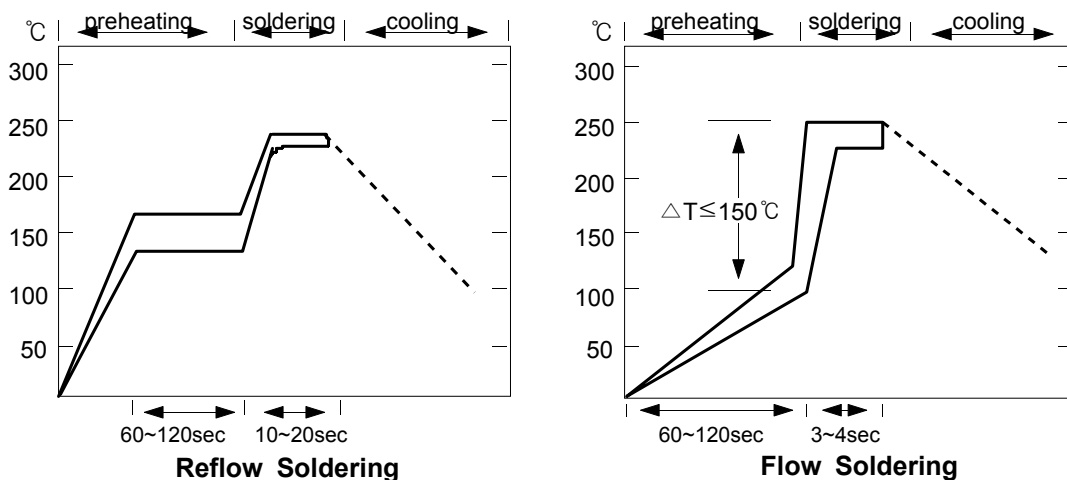 preheating soldering cooling
℃
300
250
200
150
100
50
60~120sec 10~20sec
Reflow Soldering
preheating soldering cooling
℃
300
250
200
△T≤150℃
150
100
50
60~120sec 3~4sec
Flow Soldering